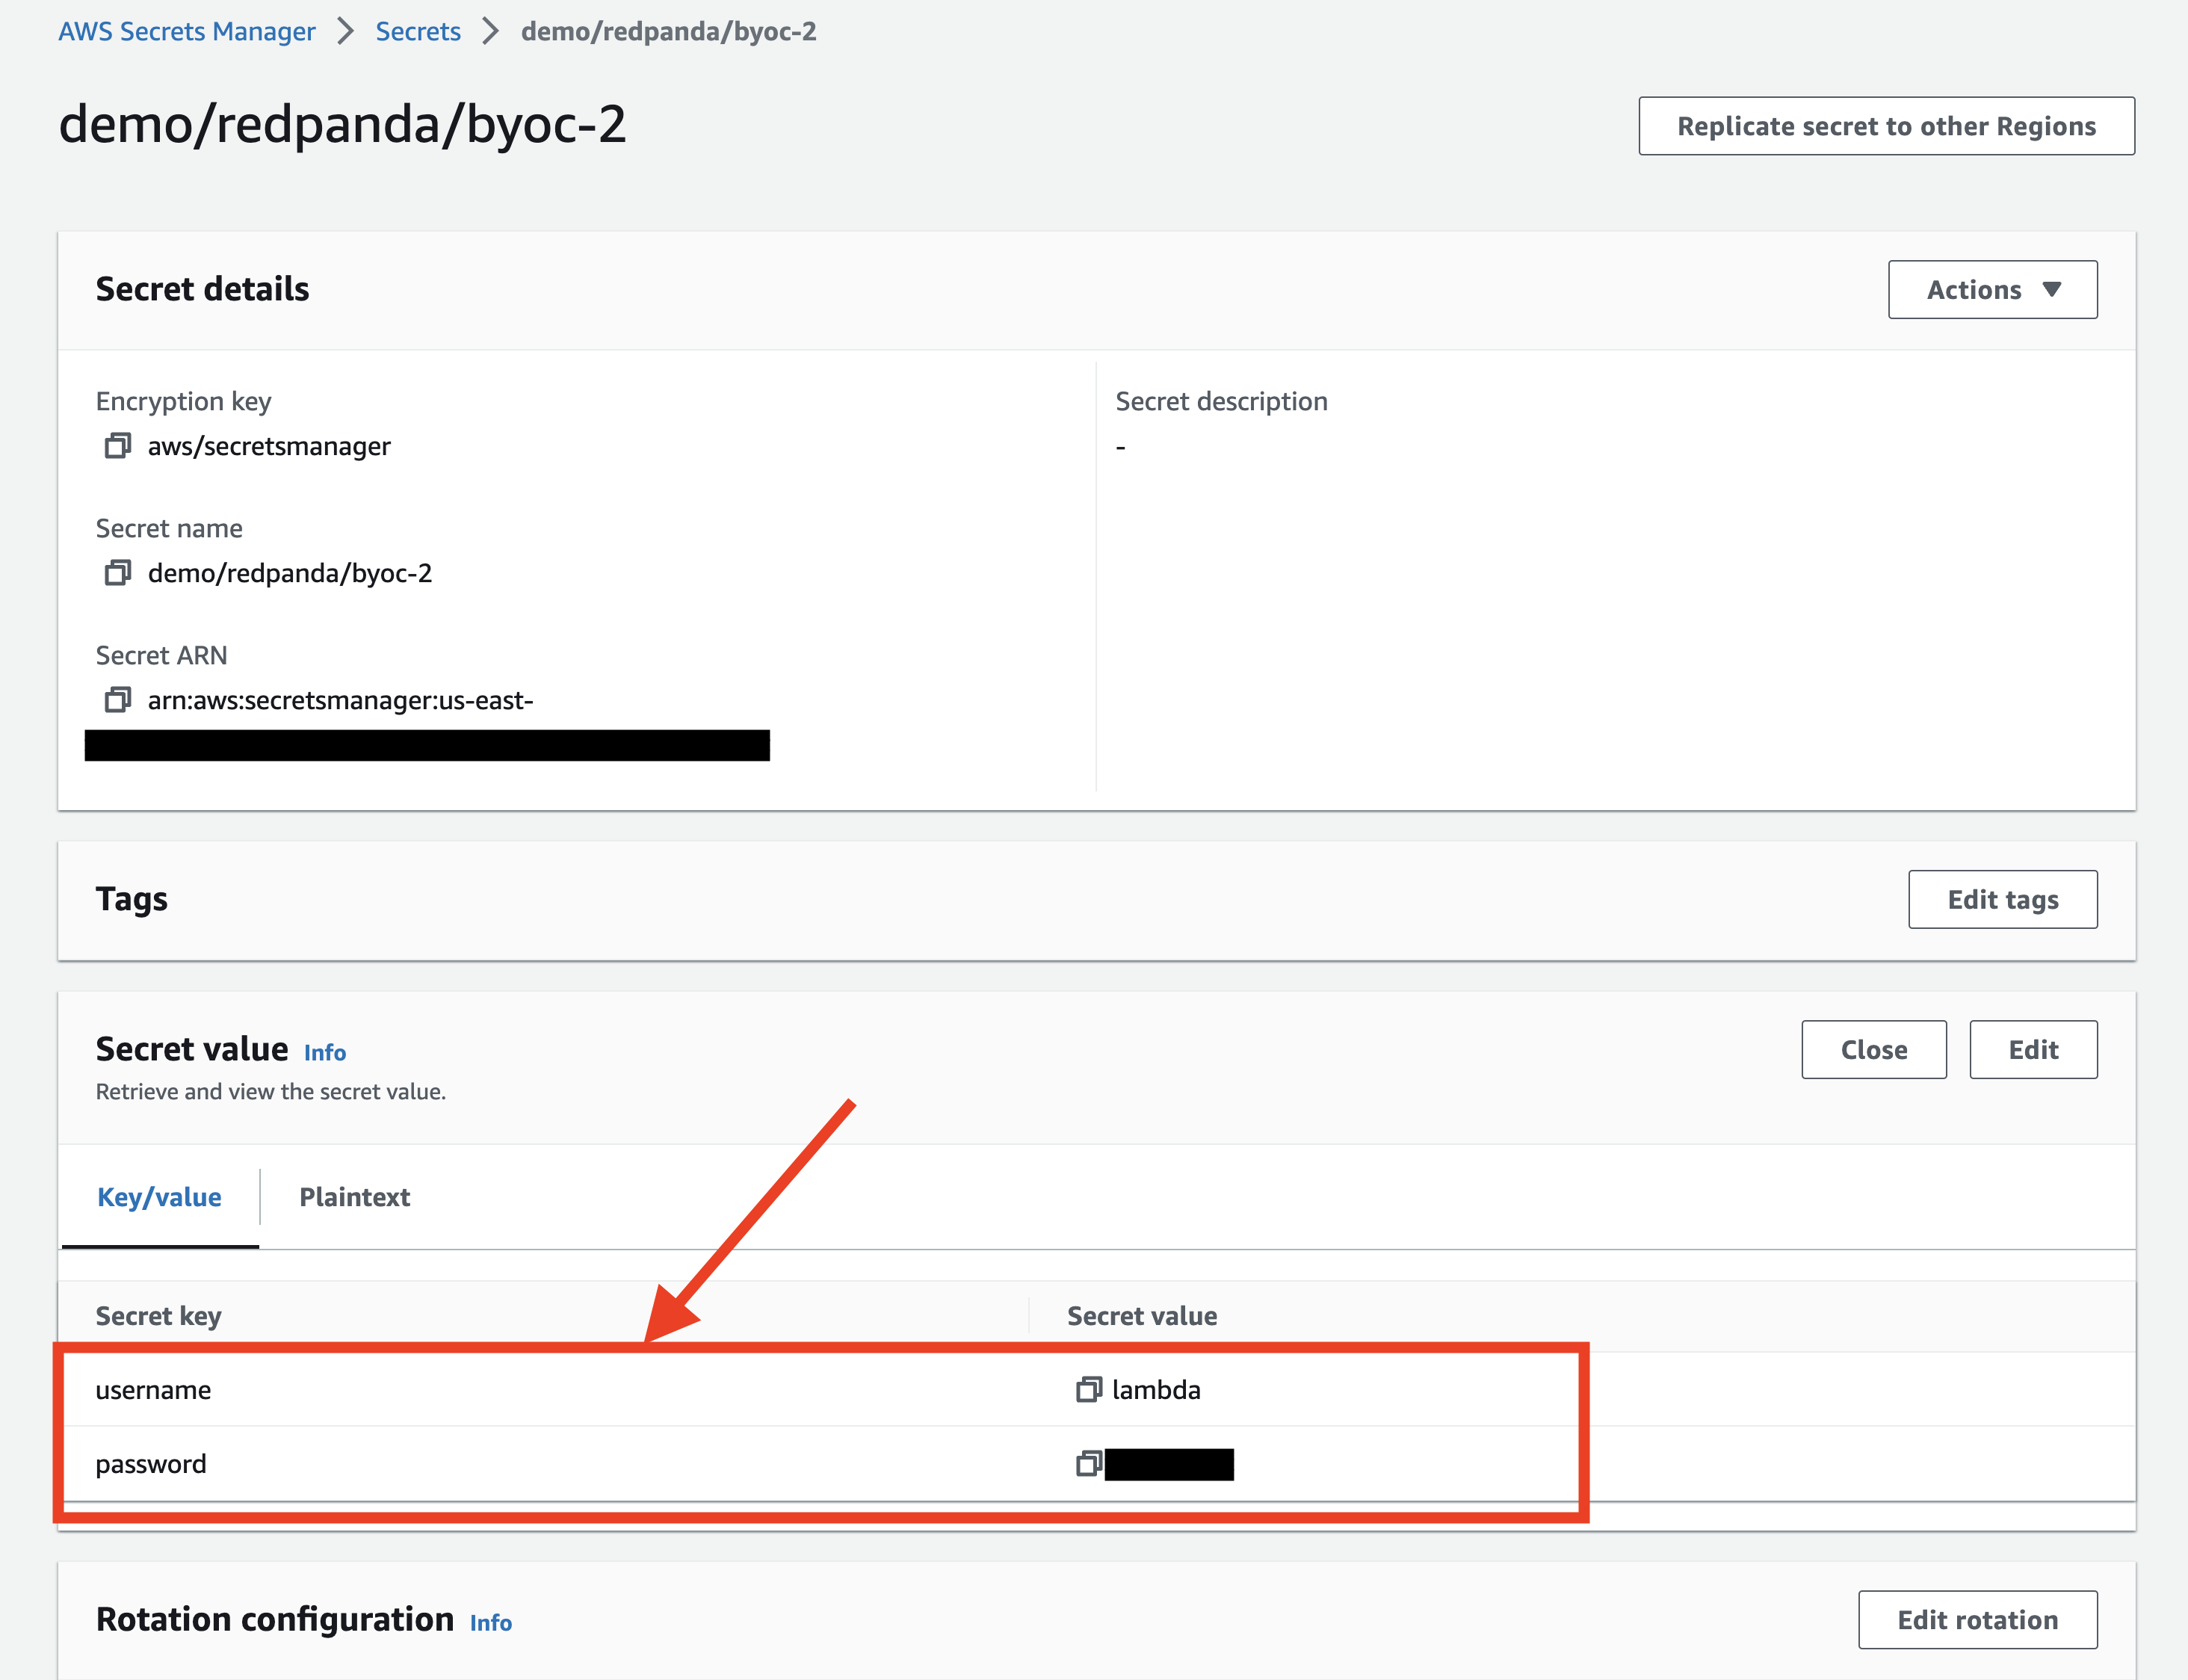 AWS Secrets Manager > Secrets > demo/redpanda/byoc-2
demo/redpanda/byoc-2
Replicate secret to other Regions
Secret details
Actions
Encryption key
aws/secretsmanager
Secret description
-
Secret name
demo/redpanda/byoc-2
Secret ARN
arn:aws:secretsmanager:us-east-
Tags
Edit tags
Secret value Info
Retrieve and view the secret value.
Close
Edit
Key/value
Plaintext
Secret key
Secret value
username
lambda
password
Rotation configuration Info
Edit rotation